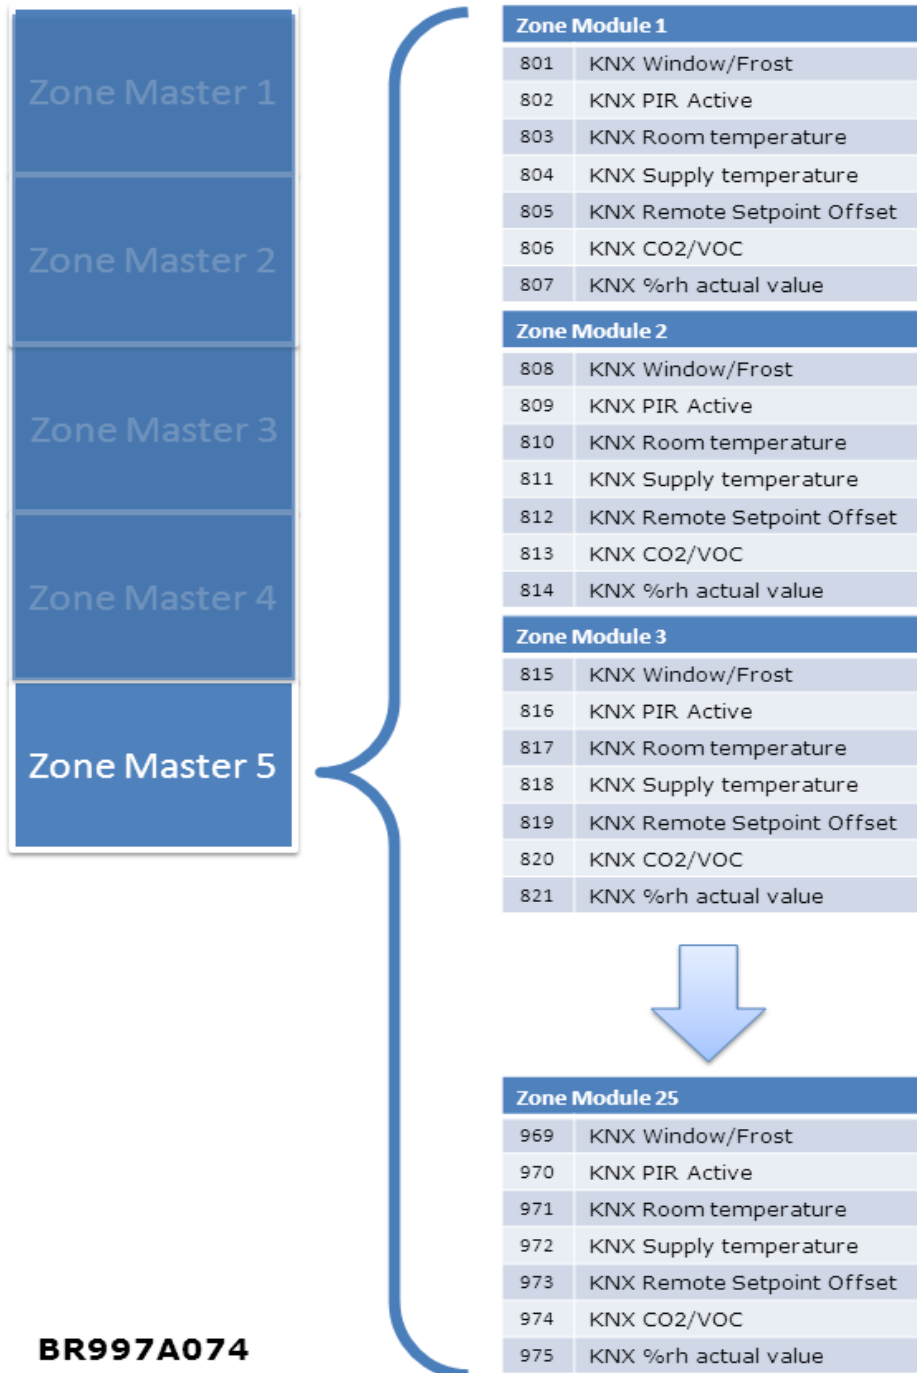 Zone Master 1
Zone Master 2
Zone Master 3
Zone Master 4
Zone Master 5
Zone Module 1
801 KNX Window/Frost
802 KNX PIR Active
803 KNX Room temperature
804 KNX Supply temperature
805 KNX Remote Setpoint Offset
806 KNX CO2/VOC
807 KNX %rh actual value
Zone Module 2
808 KNX Window/Frost
809 KNX PIR Active
810 KNX Room temperature
811 KNX Supply temperature
812 KNX Remote Setpoint Offset
813 KNX CO2/VOC
814 KNX %rh actual value
Zone Module 3
815 KNX Window/Frost
816 KNX PIR Active
817 KNX Room temperature
818 KNX Supply temperature
819 KNX Remote Setpoint Offset
820 KNX CO2/VOC
821 KNX %rh actual value
Zone Module 25
969 KNX Window/Frost
970 KNX PIR Active
971 KNX Room temperature
972 KNX Supply temperature
973 KNX Remote Setpoint Offset
974 KNX CO2/VOC
975 KNX %rh actual value
BR997A074